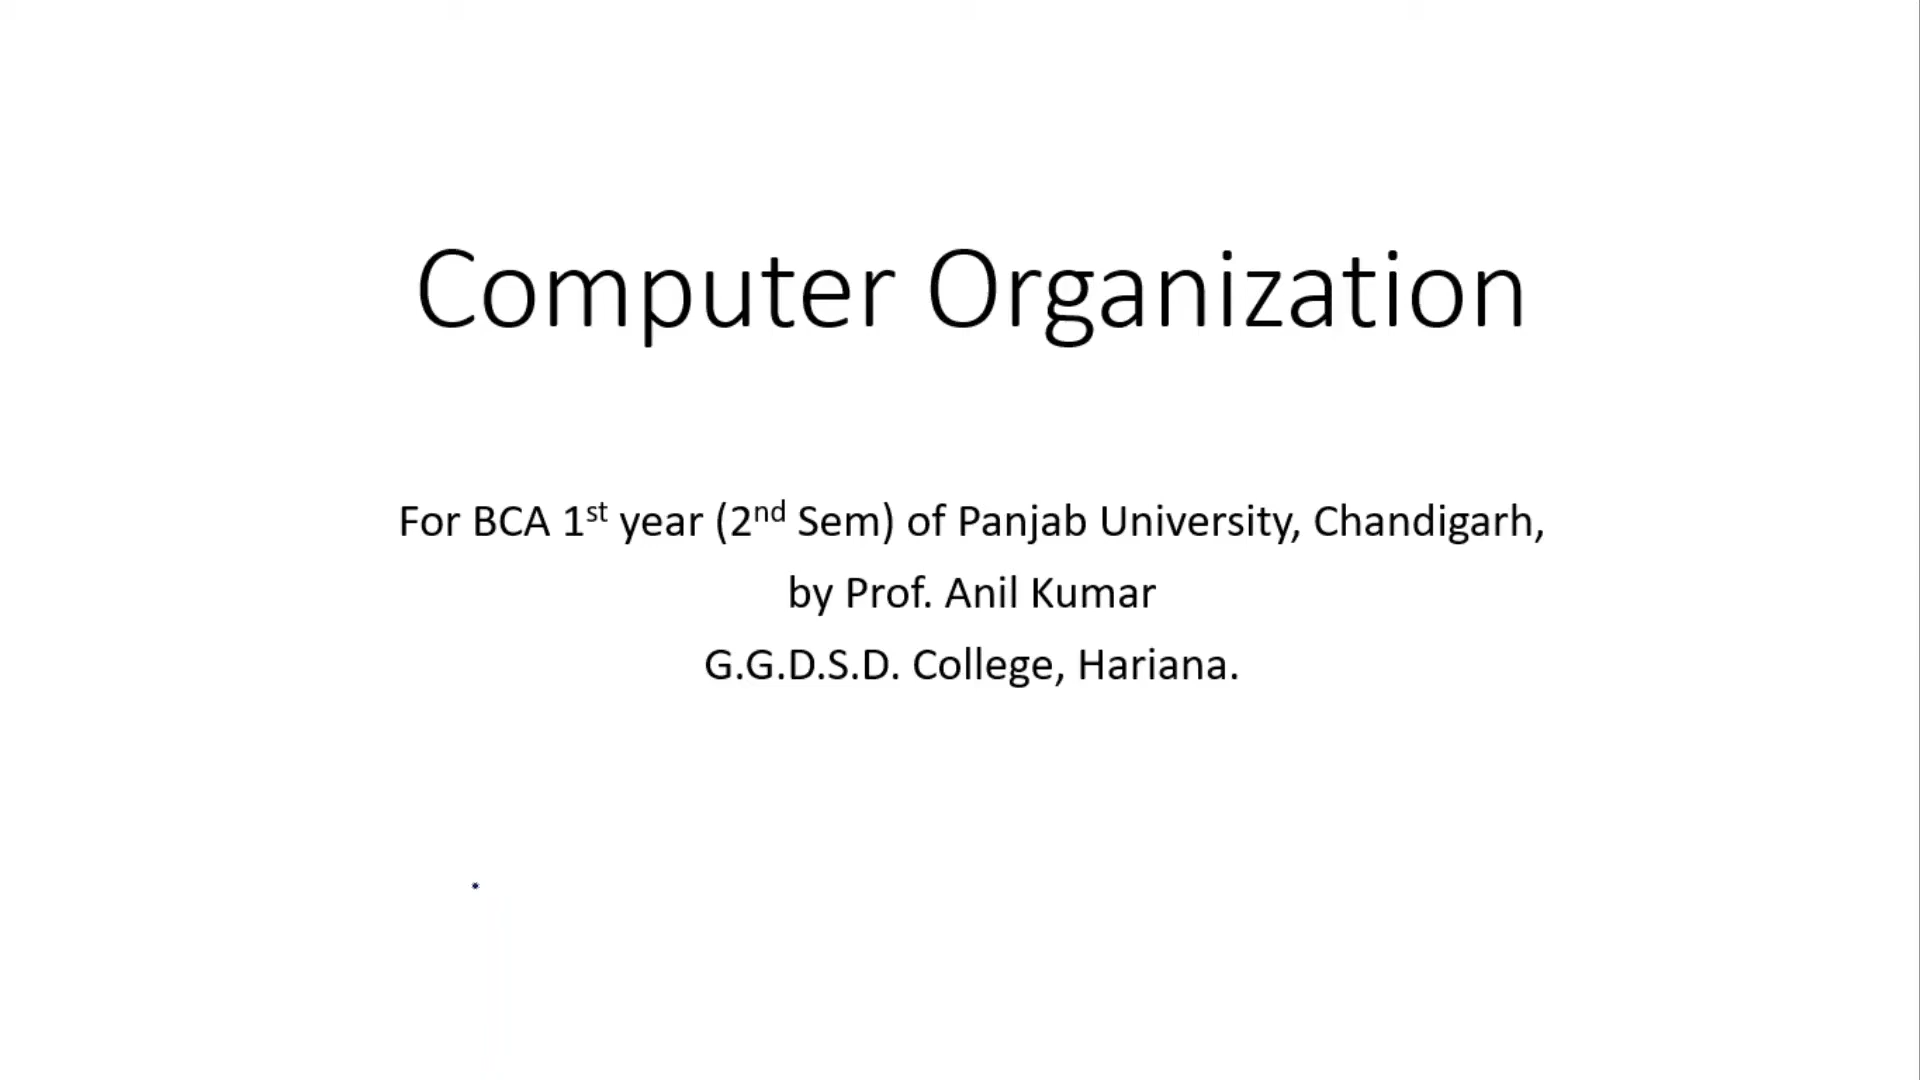 Computer Organization
For BCA 1st year (2nd Sem) of Panjab University, Chandigarh,
by Prof. Anil Kumar
G.G.D.S.D. College, Hariana.